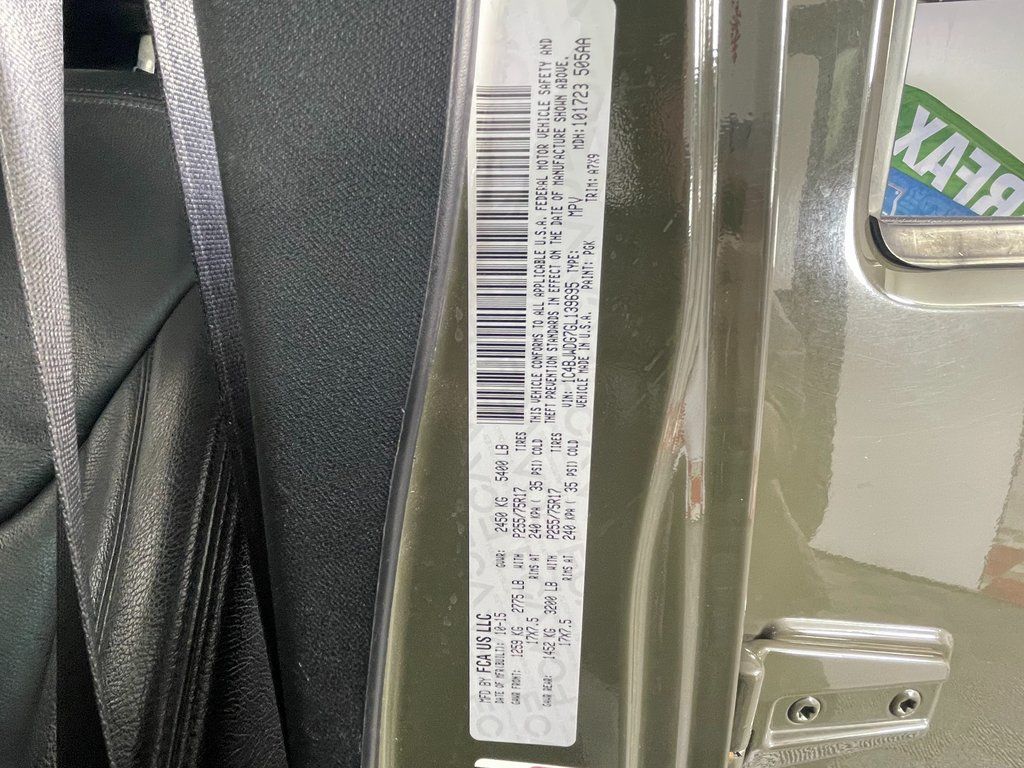 MFD BY FCA US LLC
DATE OF MFR(BUILT): 10-15 GVWR: 2450 KG 5400 LB
GAWR FRONT: 1259 KG 2775 LB WITH P255/75R17 TIRES
17X7.5 RIMS AT 240 KPA ( 35 PSI) COLD
GAWR REAR: 1452 KG 3200 LB WITH P255/75R17 TIRES
17X7.5 RIMS AT 240 KPA ( 35 PSI) COLD
THIS VEHICLE CONFORMS TO ALL APPLICABLE U.S.A. FEDERAL MOTOR VEHICLE SAFETY AND
THEFT PREVENTION STANDARDS IN EFFECT ON THE DATE OF MANUFACTURE SHOWN ABOVE.
VIN: 1C4BJWDG7GL139695 TYPE: MPV MDH:101723 505AA
VEHICLE MADE IN U.S.A. PAINT: PGK TRIM: A7X9
REAX